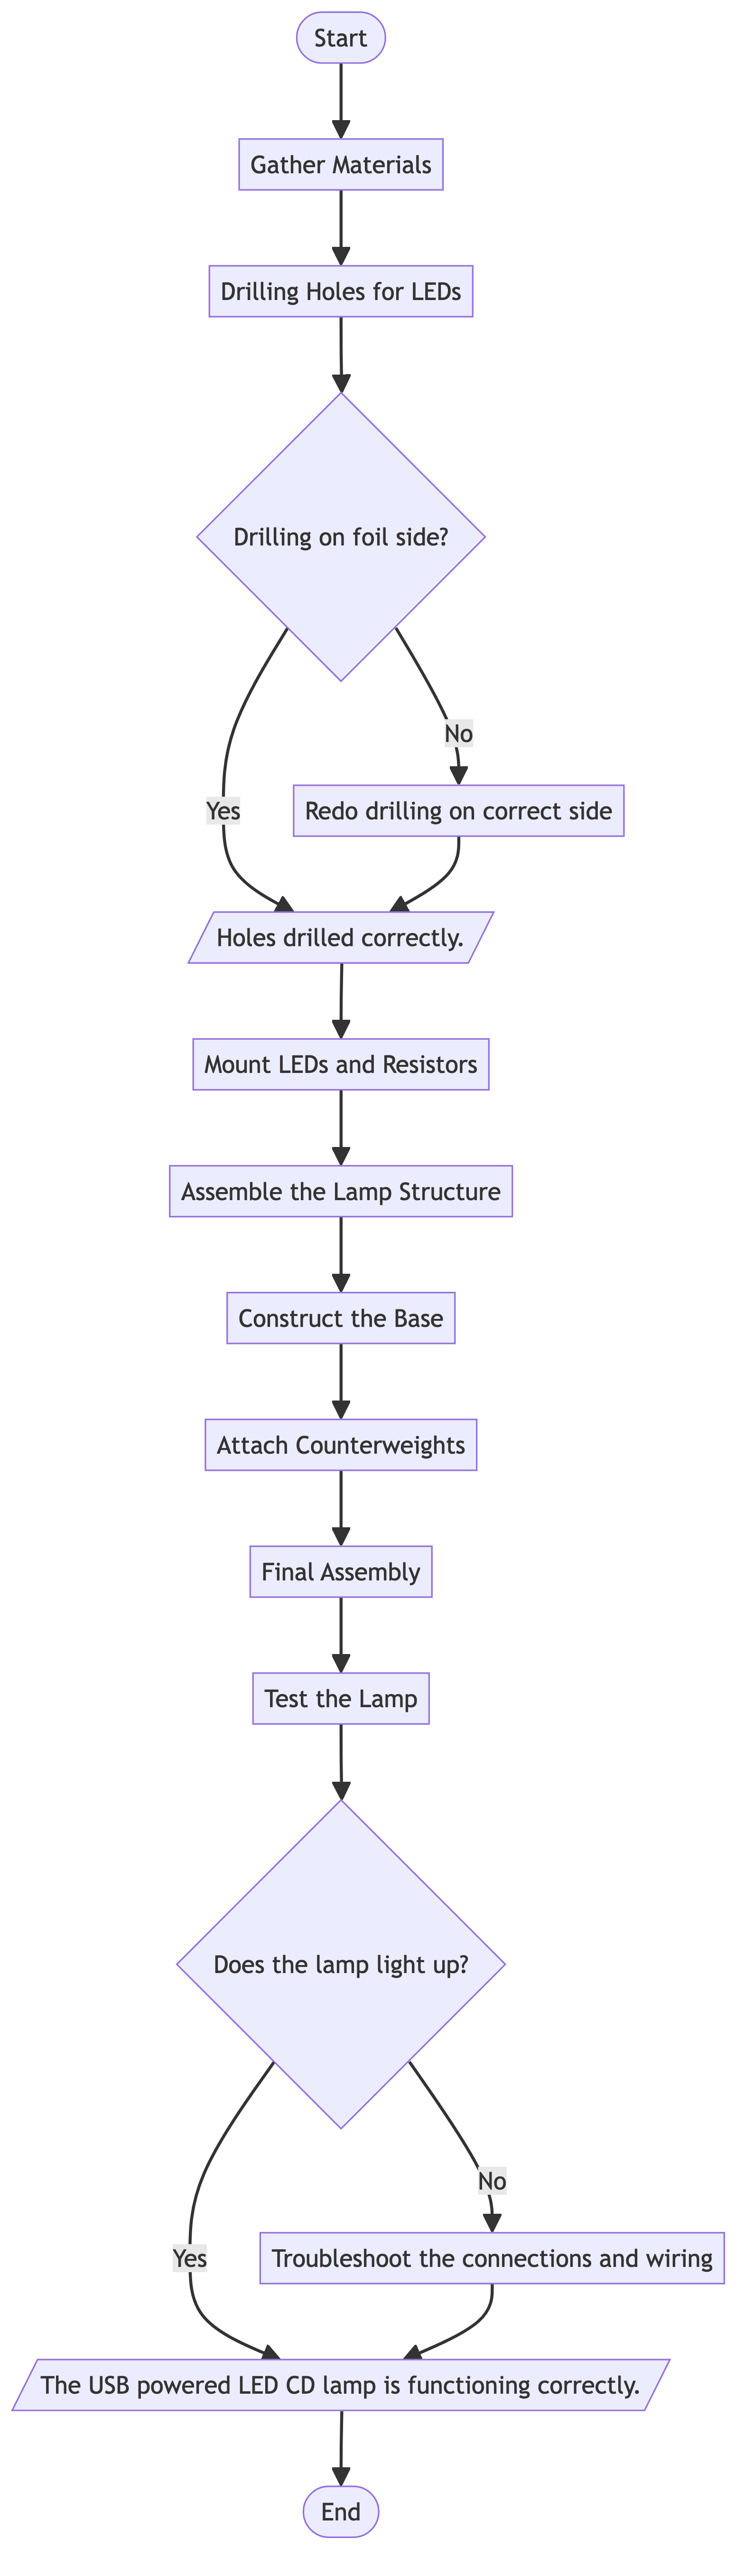 Start
Gather Materials
Drilling Holes for LEDs
Drilling on foil side?
No
Yes
Redo drilling on correct side
Holes drilled correctly.
Mount LEDs and Resistors
Assemble the Lamp Structure
Construct the Base
Attach Counterweights
Final Assembly
Test the Lamp
Does the lamp light up?
No
Yes
Troubleshoot the connections and wiring
The USB powered LED CD lamp is functioning correctly.
End